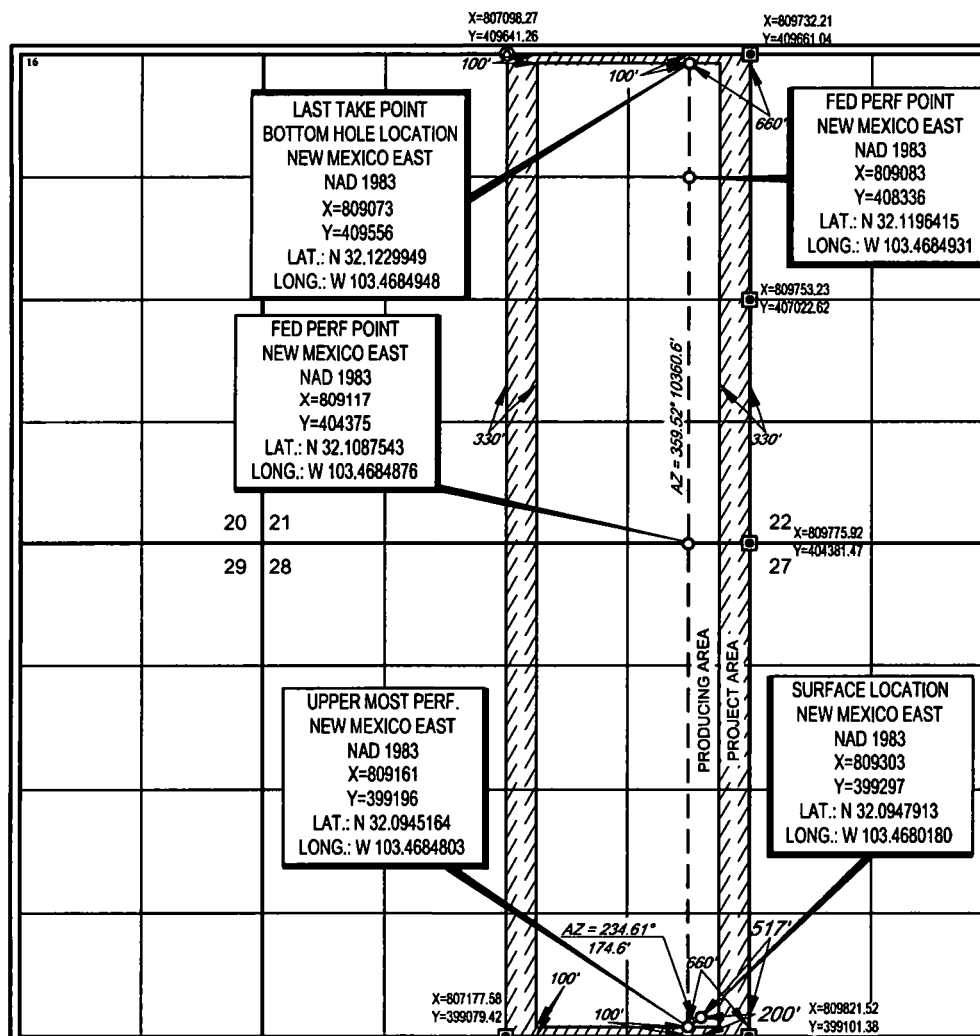 X=807098.27
Y=409641.26
X=809732.21
Y=409661.04
16
100'
100'
660'
LAST TAKE POINT
BOTTOM HOLE LOCATION
NEW MEXICO EAST
NAD 1983
X=809073
Y=409556
LAT.: N 32.1229949
LONG.: W 103.4684948
FED PERF POINT
NEW MEXICO EAST
NAD 1983
X=809083
Y=408336
LAT.: N 32.1196415
LONG.: W 103.4684931
X=809753.23
Y=407022.62
FED PERF POINT
NEW MEXICO EAST
NAD 1983
X=809117
Y=404375
LAT.: N 32.1087543
LONG.: W 103.4684876
330'
AZ = 359.52° 10360.6'
330'
20 21
29 28
22
27
X=809775.92
Y=404381.47
PRODUCING AREA
PROJECT AREA
UPPER MOST PERF.
NEW MEXICO EAST
NAD 1983
X=809161
Y=399196
LAT.: N 32.0945164
LONG.: W 103.4684803
SURFACE LOCATION
NEW MEXICO EAST
NAD 1983
X=809303
Y=399297
LAT.: N 32.0947913
LONG.: W 103.4680180
AZ = 234.61°
174.6'
660'
517'
100'
100'
200'
X=807177.58
Y=399079.42
X=809821.52
Y=399101.38